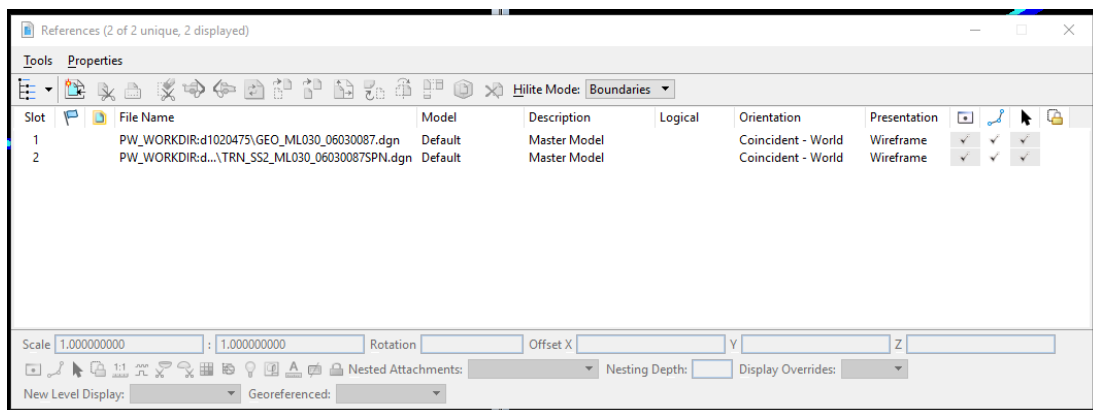 References (2 of 2 unique, 2 displayed)
Tools Properties
Hilite Mode: Boundaries
Slot File Name Model Description Logical Orientation Presentation
1 PW_WORKDIR:d1020475\GEO_ML030_06030087.dgn Default Master Model Coincident - World Wireframe
2 PW_WORKDIR:d...\TRN_SS2_ML030_06030087SPN.dgn Default Master Model Coincident - World Wireframe
Scale 1.000000000 : 1.000000000 Rotation Offset X Y Z
1:1 A Nested Attachments: Nesting Depth: Display Overrides:
New Level Display: Georeferenced: